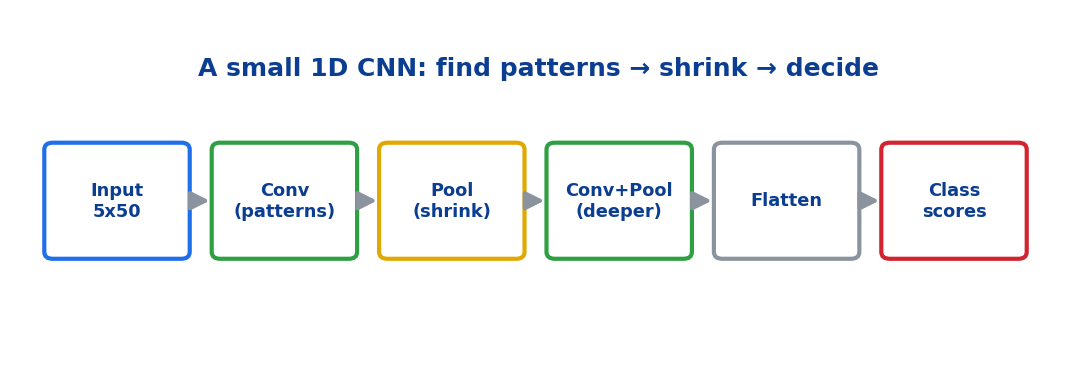 A small 1D CNN: find patterns → shrink → decide
Input
5x50
Conv
(patterns)
Pool
(shrink)
Conv+Pool
(deeper)
Flatten
Class
scores